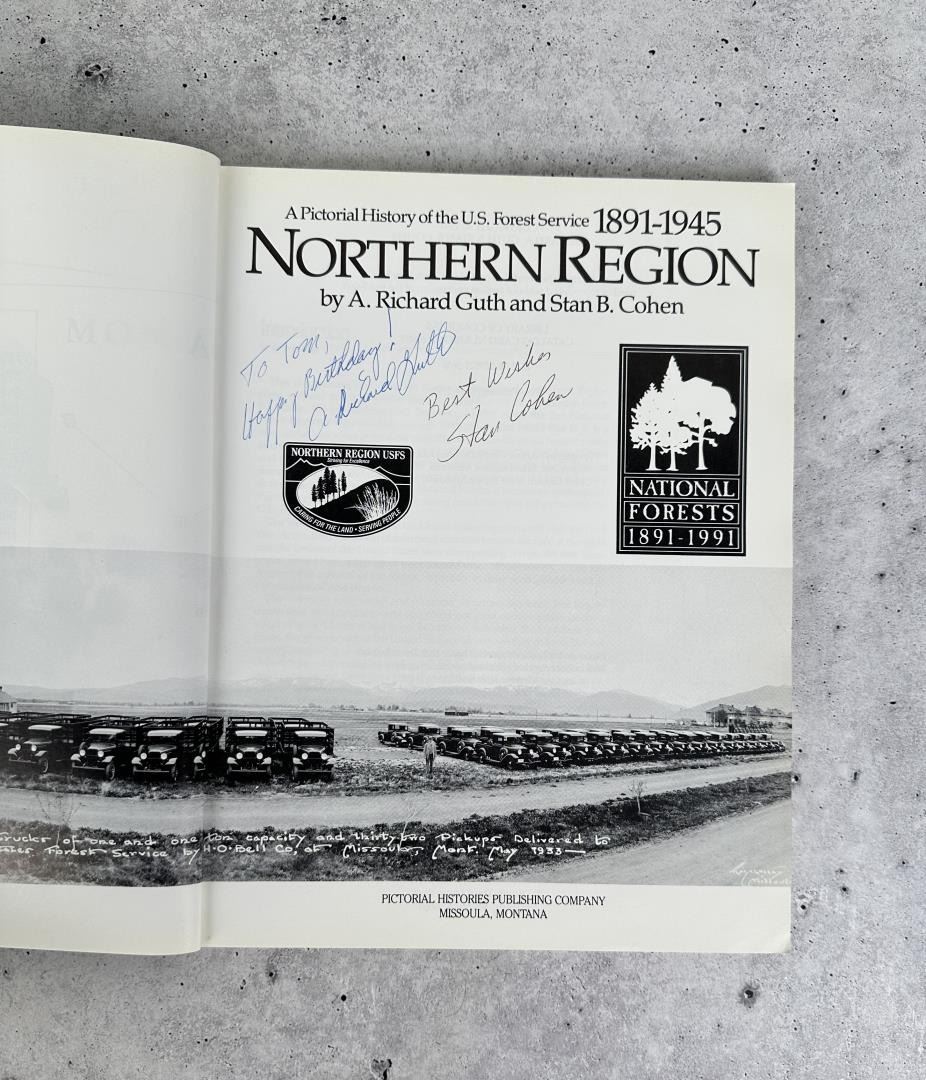 A Pictorial History of the U.S. Forest Service 1891-1945
NORTHERN REGION
by A. Richard Guth and Stan B. Cohen
To Tom,
Happy Birthday!
A Richard Guth
Best Wishes
Stan Cohen
NORTHERN REGION USFS
Striving for Excellence
CARING FOR THE LAND • SERVING PEOPLE
NATIONAL
FORESTS
1891-1991
Trucks of one and one ton capacity and thirty-two Pickups Delivered to
Forest Service by H.O. Bell Co, at Missoula, Mont. May 1933—
Missoula
PICTORIAL HISTORIES PUBLISHING COMPANY
MISSOULA, MONTANA